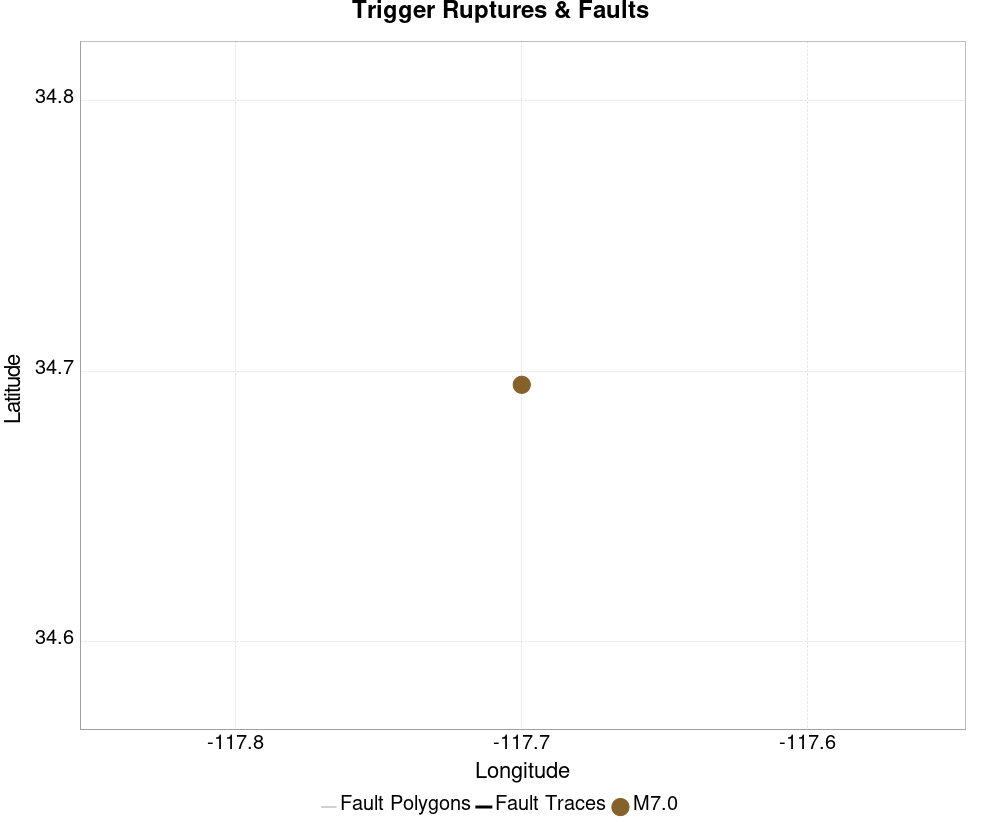 Trigger Ruptures & Faults
34.8
34.7
34.6
Latitude
-117.8 -117.7 -117.6
Longitude
Fault Polygons Fault Traces M7.0